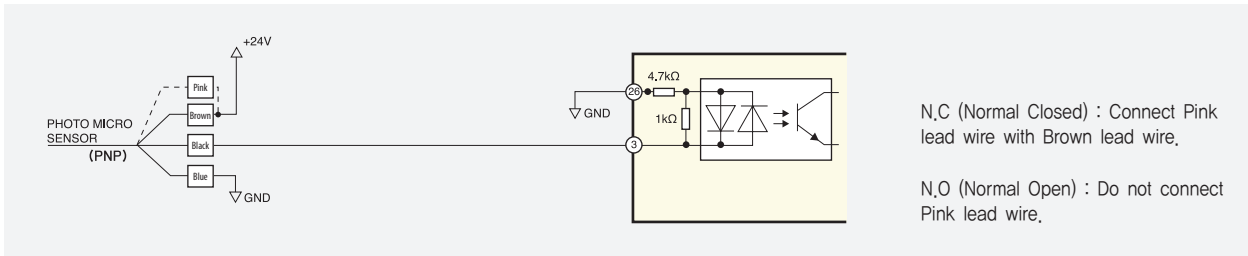 +24V
Pink
Brown
PHOTO MICRO
SENSOR
(PNP)
Black
Blue
GND
GND
26
4.7kΩ
1kΩ
3
N.C (Normal Closed) : Connect Pink
lead wire with Brown lead wire.
N.O (Normal Open) : Do not connect
Pink lead wire.